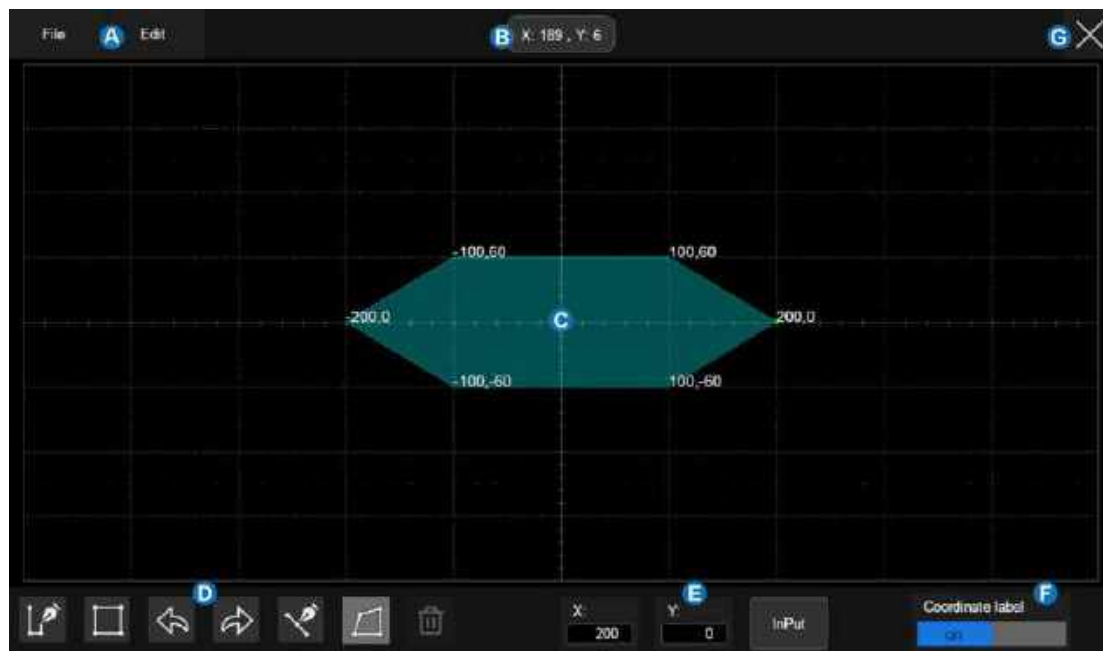 File A Edit
B X: 189 , Y: 6
G
-100,60 100,60
-200,0 C 200,0
-100,-60 100,-60
D E F
X: Y: Coordinate label
200 0 InPut on